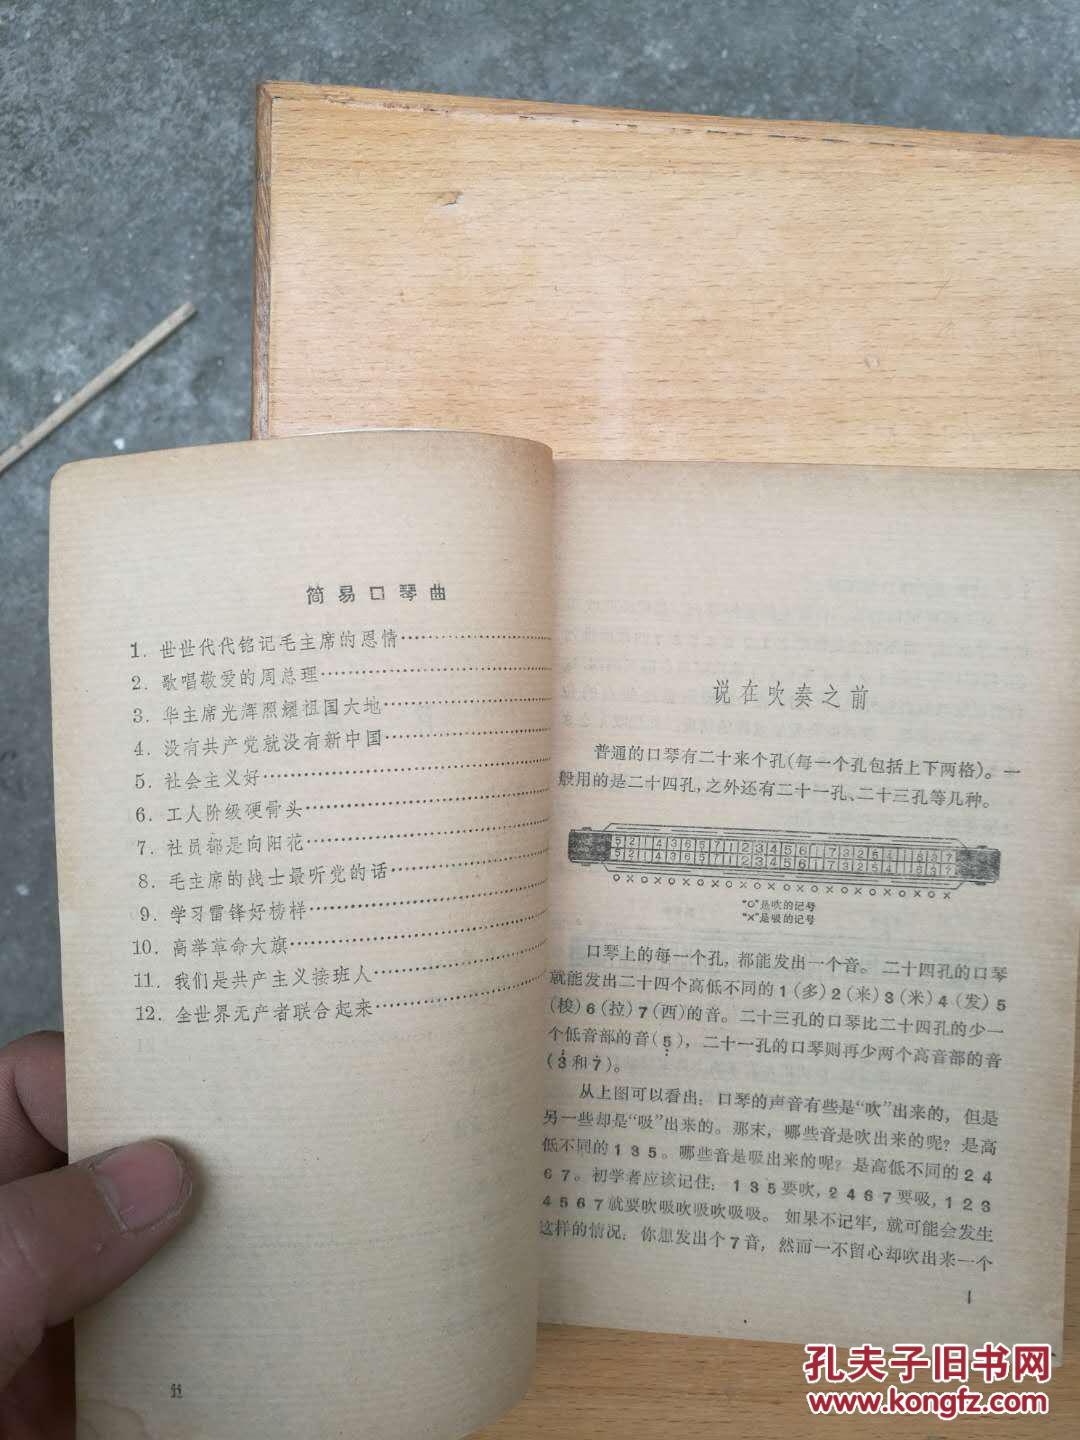 简易口琴曲
1. 世世代代铭记毛主席的恩情…………
2. 歌唱敬爱的周总理…………
3. 华主席光辉照耀祖国大地…………
4. 没有共产党就没有新中国…………
5. 社会主义好…………
6. 工人阶级硬骨头…………
7. 社员都是向阳花…………
8. 毛主席的战士最听党的话…………
9. 学习雷锋好榜样…………
10. 高举革命大旗…………
11. 我们是共产主义接班人…………
12. 全世界无产者联合起来…………
说在吹奏之前
普通的口琴有二十来个孔(每一个孔包括上下两格)。一
般用的是二十四孔,之外还有二十一孔、二十三孔等几种。
"O"是吹的记号
"×"是吸的记号
口琴上的每一个孔,都能发出一个音。二十四孔的口琴
就能发出二十四个高低不同的1(多)2(来)3(米)4(发)5
(梭)6(拉)7(西)的音。二十三孔的口琴比二十四孔的少一
个低音部的音(5),二十一孔的口琴则再少两个高音部的音
(3和7)。
从上图可以看出:口琴的声音有些是"吹"出来的,但是
另一些却是"吸"出来的。那末,哪些音是吹出来的呢?是高
低不同的1 3 5。哪些音是吸出来的呢?是高低不同的2 4
6 7。初学者应该记住:1 3 5要吹,2 4 6 7要吸,1 2 3
4 5 6 7就要吹吸吹吸吹吸吸。如果不记牢,就可能会发生
这样的情况:你想发出个7音,然而一不留心却吹出来一个
1
孔夫子旧书网
www.kongfz.com